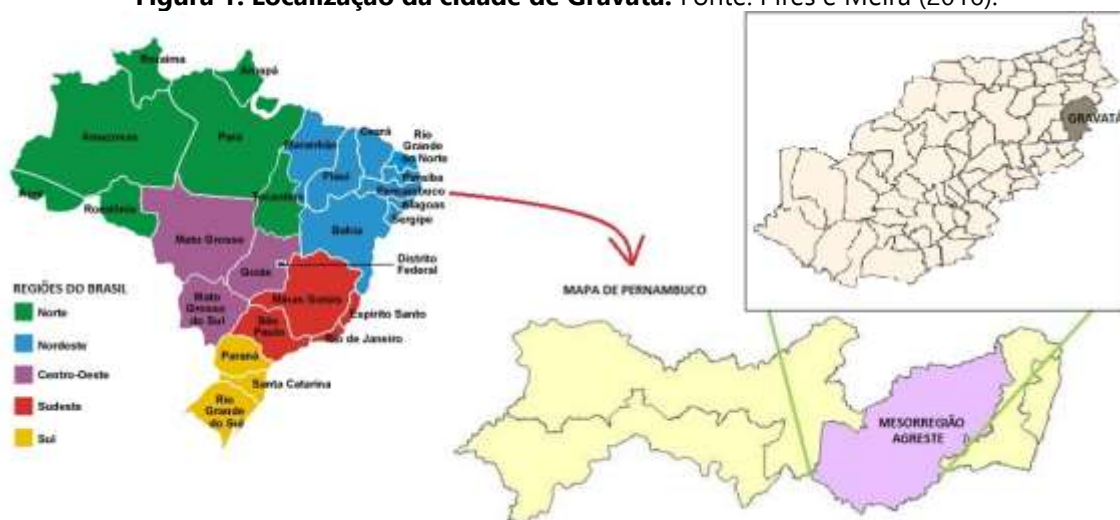 Figura 1. Localização da cidade de Gravatá. Fonte: Pires e Meira (2016).
Roraima
Amapá
Amazonas
Pará
Maranhão
Ceará
Rio
Grande
no Norte
Piauí
Paraíba
Pernambuco
Alagoas
Sergipe
Acre
Rondônia
Tocantins
Bahia
Mato Grosso
Goiás
Distrito
Federal
Mato
Grosso
do Sul
Minas Gerais
Espírito Santo
São
Paulo
Rio de Janeiro
Paraná
Santa Catarina
Rio
Grande
do Sul
REGIÕES DO BRASIL
Norte
Nordeste
Centro-Oeste
Sudeste
Sul
MAPA DE PERNAMBUCO
MESORREGIÃO
AGRESTE
GRAVATÁ